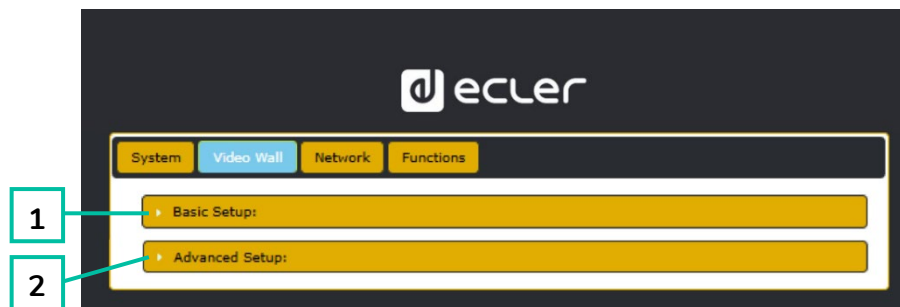 ecler
System Video Wall Network Functions
1 Basic Setup:
2 Advanced Setup: